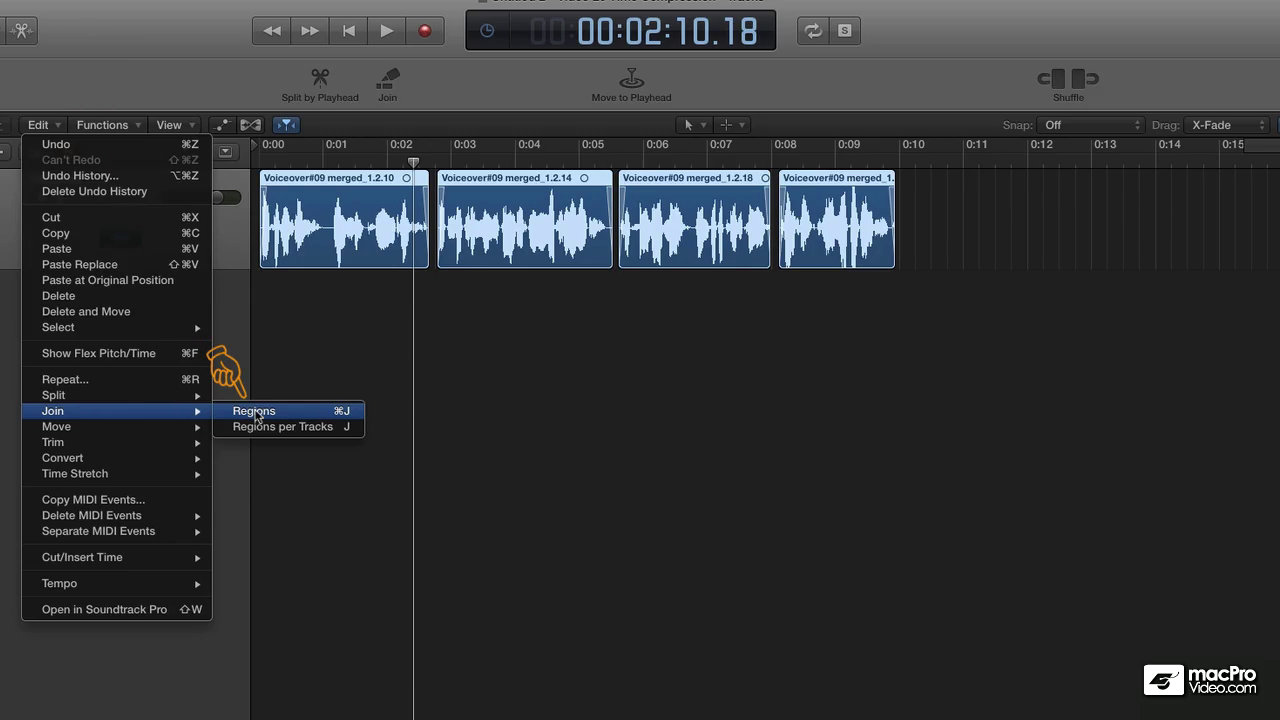 00:02:10.18
S
Split by Playhead
Join
Move to Playhead
Shuffle
Edit
Functions
View
Snap: Off
Drag: X-Fade
0:00 0:01 0:02 0:03 0:04 0:05 0:06 0:07 0:08 0:09 0:10 0:11 0:12 0:13 0:14 0:15
Voiceover#09 merged_1.2.10
Voiceover#09 merged_1.2.14
Voiceover#09 merged_1.2.18
Voiceover#09 merged_1.
Undo ⌘Z
Can't Redo ⇧⌘Z
Undo History... ⌥⌘Z
Delete Undo History
Cut ⌘X
Copy ⌘C
Paste ⌘V
Paste Replace ⇧⌘V
Paste at Original Position
Delete
Delete and Move
Select
Show Flex Pitch/Time ⌘F
Repeat... ⌘R
Split
Join
Regions ⌘J
Regions per Tracks J
Move
Trim
Convert
Time Stretch
Copy MIDI Events...
Delete MIDI Events
Separate MIDI Events
Cut/Insert Time
Tempo
Open in Soundtrack Pro ⇧W
macPro
Video.com